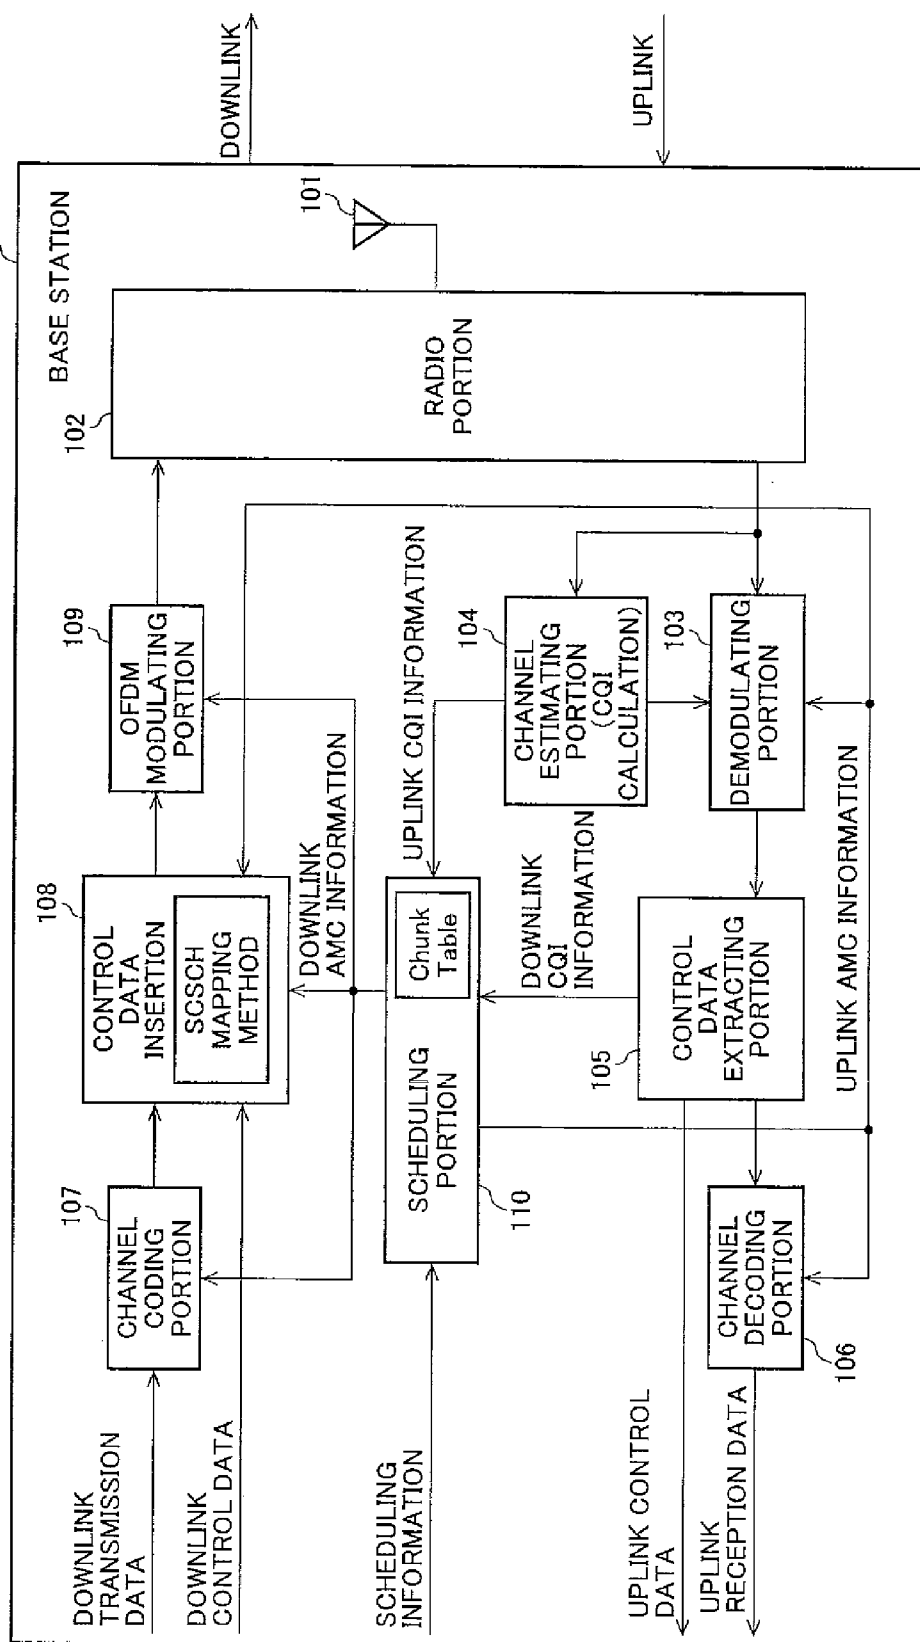 BASE STATION
DOWNLINK
UPLINK
101
102
RADIO
PORTION
109
OFDM
MODULATING
PORTION
108
CONTROL
DATA
INSERTION
SCSCH
MAPPING
METHOD
107
CHANNEL
CODING
PORTION
DOWNLINK
TRANSMISSION
DATA
DOWNLINK
CONTROL DATA
DOWNLINK
AMC INFORMATION
UPLINK CQI INFORMATION
104
CHANNEL
ESTIMATING
PORTION
(CQI
CALCULATION)
103
DEMODULATING
PORTION
Chunk
Table
SCHEDULING
PORTION
110
DOWNLINK
CQI
INFORMATION
105
CONTROL
DATA
EXTRACTING
PORTION
UPLINK AMC INFORMATION
CHANNEL
DECODING
PORTION
106
SCHEDULING
INFORMATION
UPLINK CONTROL
DATA
UPLINK
RECEPTION DATA